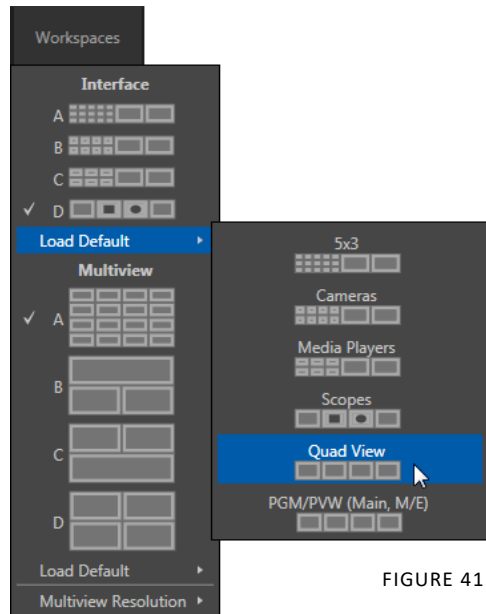 Workspaces
Interface
A
B
C
✓ D
Load Default
Multiview
✓ A
B
C
D
Load Default
Multiview Resolution
5x3
Cameras
Media Players
Scopes
Quad View
PGM/PVW (Main, M/E)
FIGURE 41